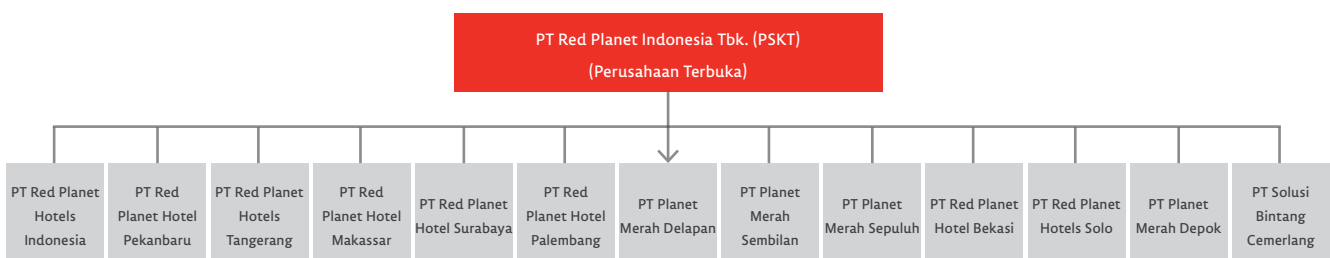 PT Red Planet Indonesia Tbk. (PSKT)
(Perusahaan Terbuka)
PT Red Planet
Hotels
Indonesia
PT Red
Planet Hotel
Pekanbaru
PT Red Planet
Hotels
Tangerang
PT Red
Planet Hotel
Makassar
PT Red Planet
Hotel Surabaya
PT Red
Planet Hotel
Palembang
PT Planet
Merah Delapan
PT Planet
Merah
Sembilan
PT Planet
Merah Sepuluh
PT Red Planet
Hotel Bekasi
PT Red Planet
Hotels Solo
PT Planet
Merah Depok
PT Solusi
Bintang
Cemerlang